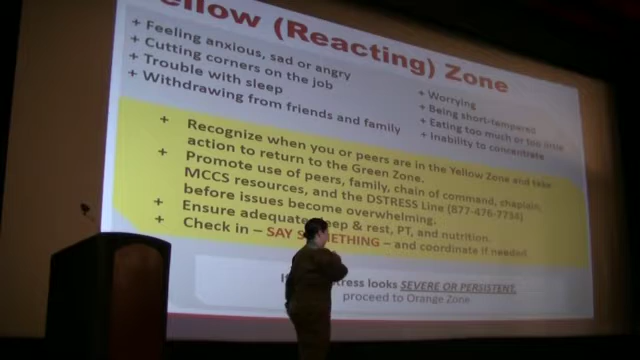 Yellow (Reacting) Zone
+ Feeling anxious, sad or angry
+ Cutting corners on the job
+ Trouble with sleep
+ Withdrawing from friends and family
+ Worrying
+ Being short-tempered
+ Eating too much or too little
+ Inability to concentrate
+ Recognize when you or peers are in the Yellow Zone and take
action to return to the Green Zone.
+ Promote use of peers, family, chain of command, chaplain,
MCCS resources, and the DSTRESS Line (877-476-7734)
before issues become overwhelming.
+ Ensure adequate sleep & rest, PT, and nutrition.
+ Check in – SAY SOMETHING – and coordinate if needed
looks SEVERE OR PERSISTENT,
proceed to Orange Zone